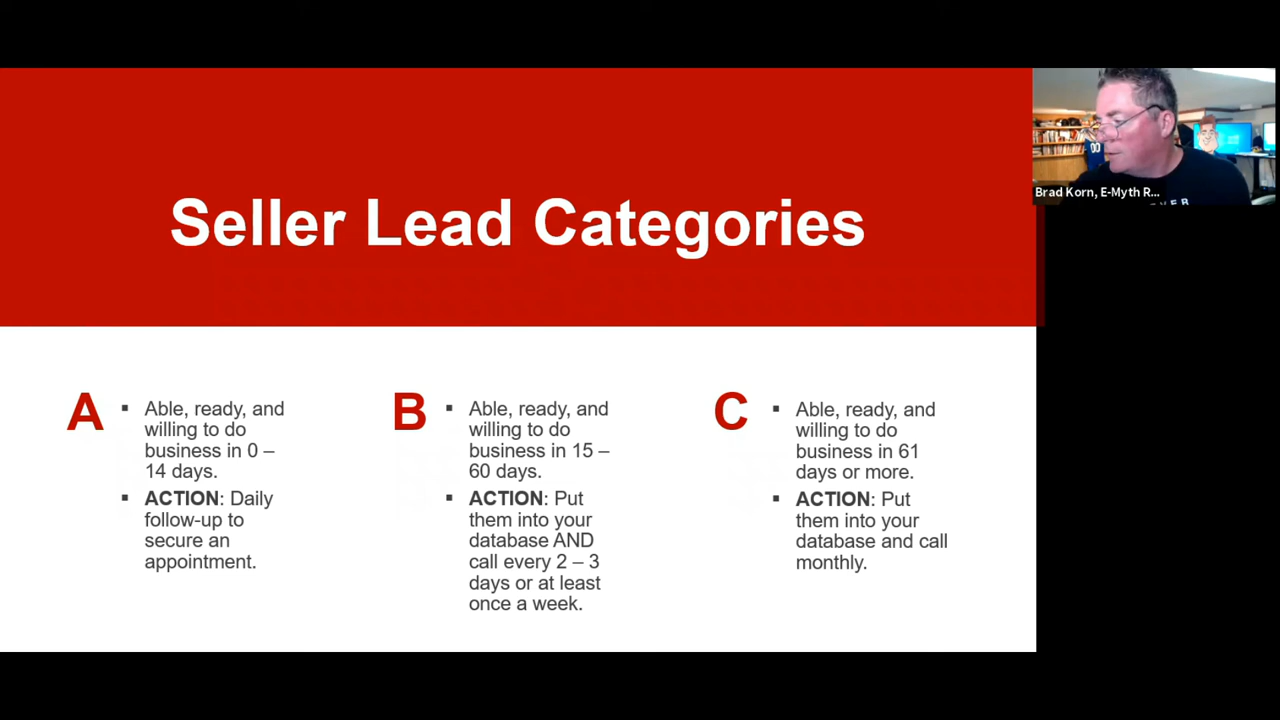 Seller Lead Categories
Brad Korn, E-Myth R...
A
▪ Able, ready, and
willing to do
business in 0 –
14 days.
▪ ACTION: Daily
follow-up to
secure an
appointment.
B
▪ Able, ready, and
willing to do
business in 15 –
60 days.
▪ ACTION: Put
them into your
database AND
call every 2 – 3
days or at least
once a week.
C
▪ Able, ready, and
willing to do
business in 61
days or more.
▪ ACTION: Put
them into your
database and call
monthly.